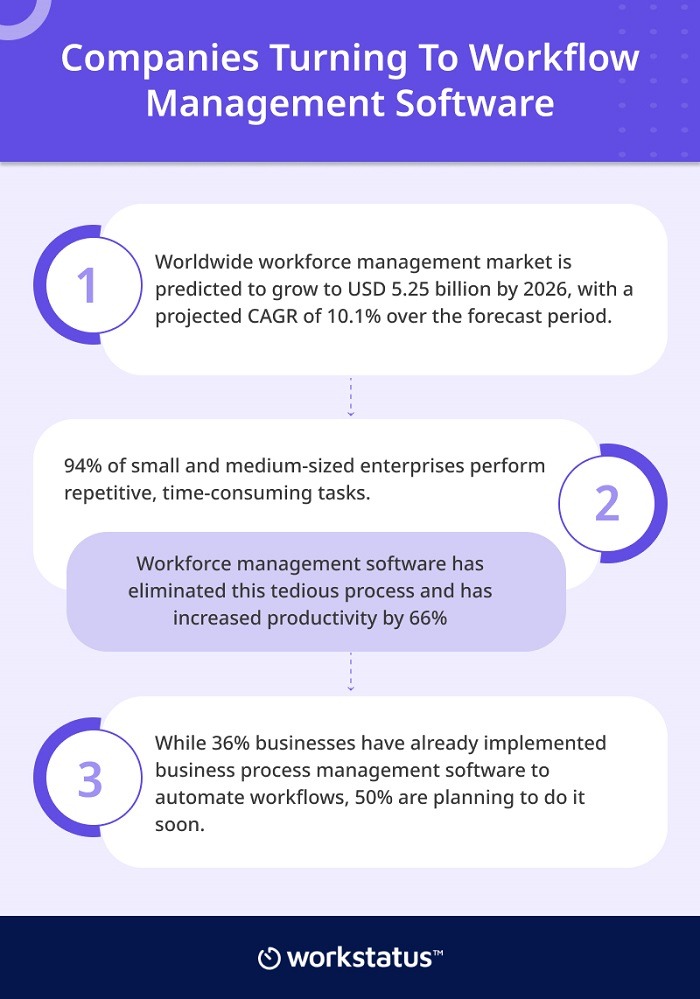 Companies Turning To Workflow
Management Software
1
Worldwide workforce management market is
predicted to grow to USD 5.25 billion by 2026, with a
projected CAGR of 10.1% over the forecast period.
94% of small and medium-sized enterprises perform
repetitive, time-consuming tasks.
2
Workforce management software has
eliminated this tedious process and has
increased productivity by 66%
3
While 36% businesses have already implemented
business process management software to
automate workflows, 50% are planning to do it
soon.
workstatus™